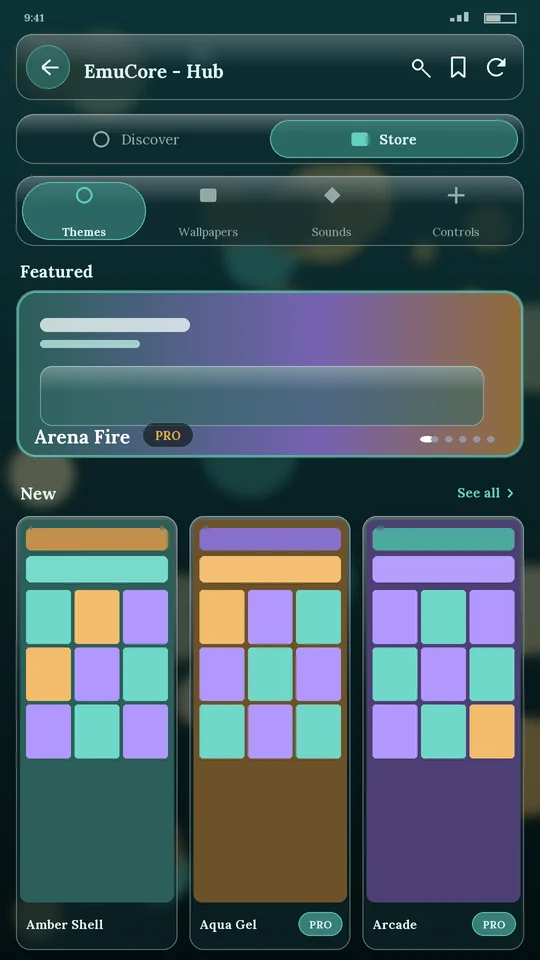 9:41
EmuCore - Hub
Discover
Store
Themes
Wallpapers
Sounds
Controls
Featured
Arena Fire
PRO
New
See all
Amber Shell
Aqua Gel
PRO
Arcade
PRO